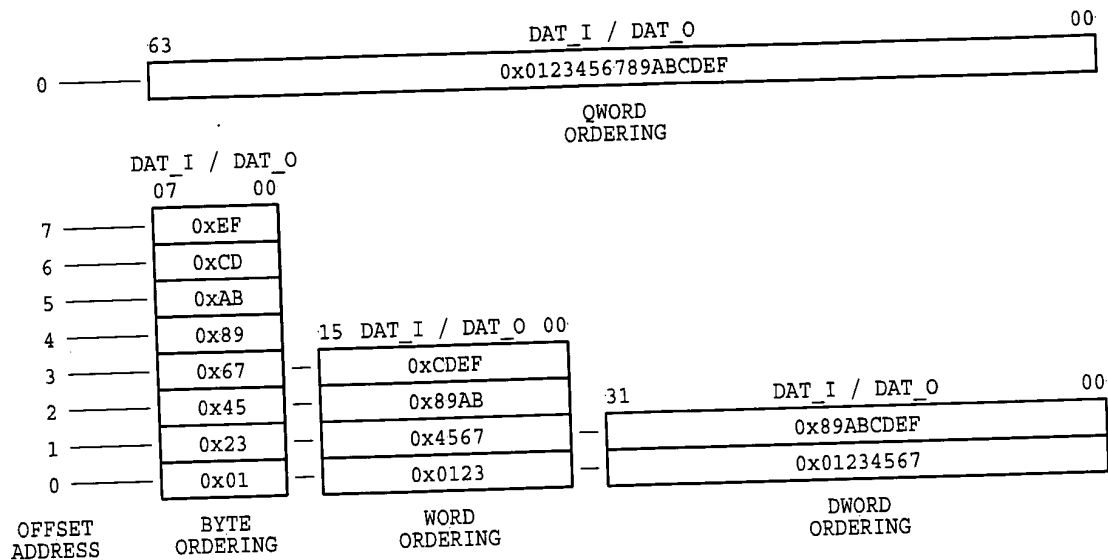 63 DAT_I / DAT_O 00
0 0x0123456789ABCDEF
QWORD
ORDERING
DAT_I / DAT_O
07 00
7 0xEF
6 0xCD
5 0xAB
4 0x89
15 DAT_I / DAT_O 00
3 0x67 0xCDEF
31 DAT_I / DAT_O 00
2 0x45 0x89AB 0x89ABCDEF
1 0x23 0x4567 0x01234567
0 0x01 0x0123
OFFSET
ADDRESS
BYTE
ORDERING
WORD
ORDERING
DWORD
ORDERING